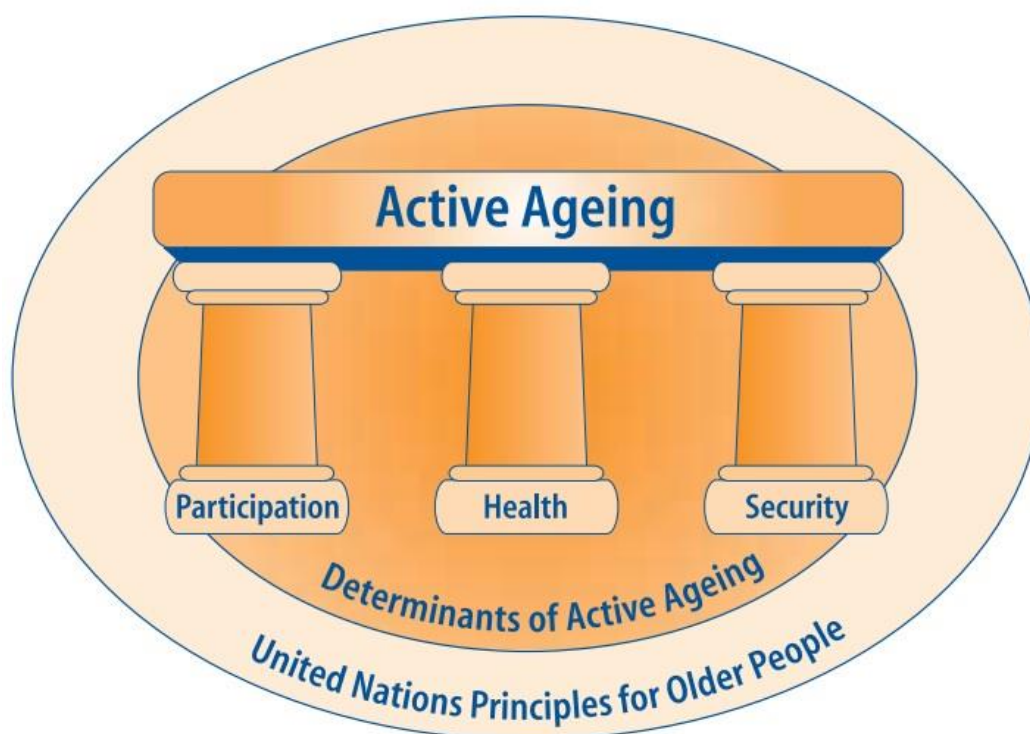 Active Ageing
Participation
Health
Security
Determinants of Active Ageing
United Nations Principles for Older People